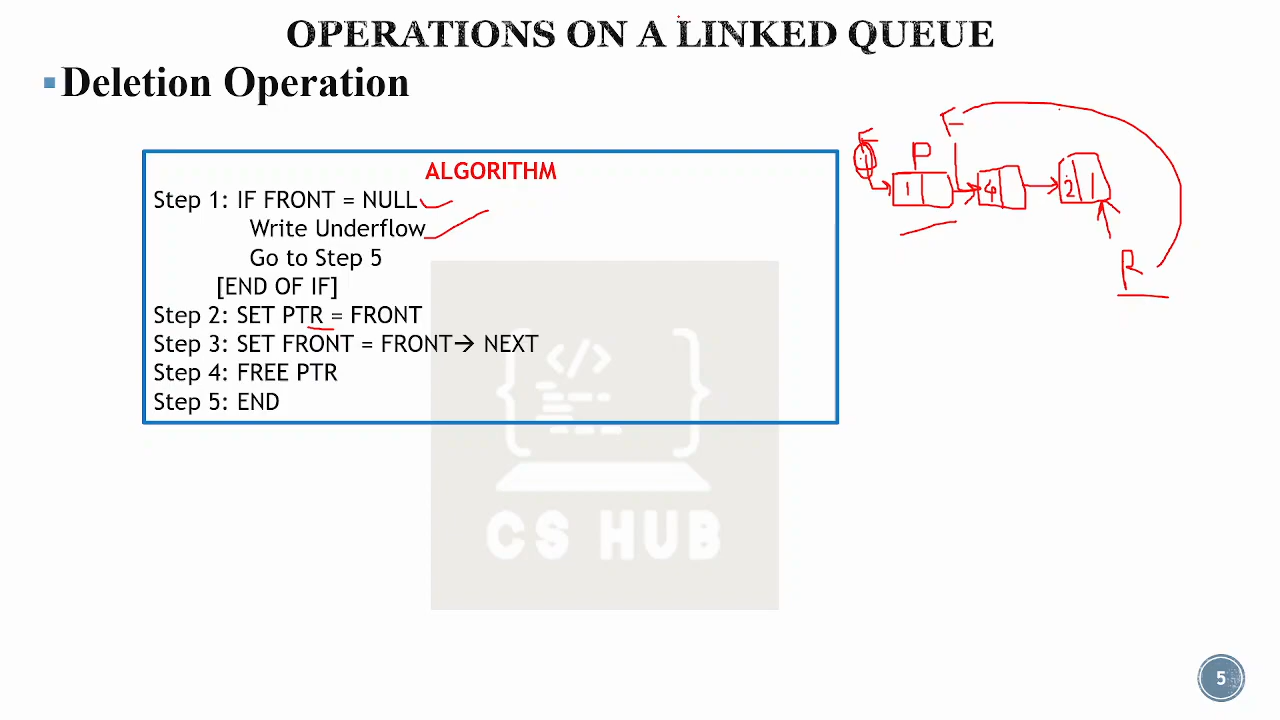 OPERATIONS ON A LINKED QUEUE
▪Deletion Operation
ALGORITHM
Step 1: IF FRONT = NULL
Write Underflow
Go to Step 5
[END OF IF]
Step 2: SET PTR = FRONT
Step 3: SET FRONT = FRONT→ NEXT
Step 4: FREE PTR
Step 5: END
F
F
P
1
4
2
R
</CS HUB
5